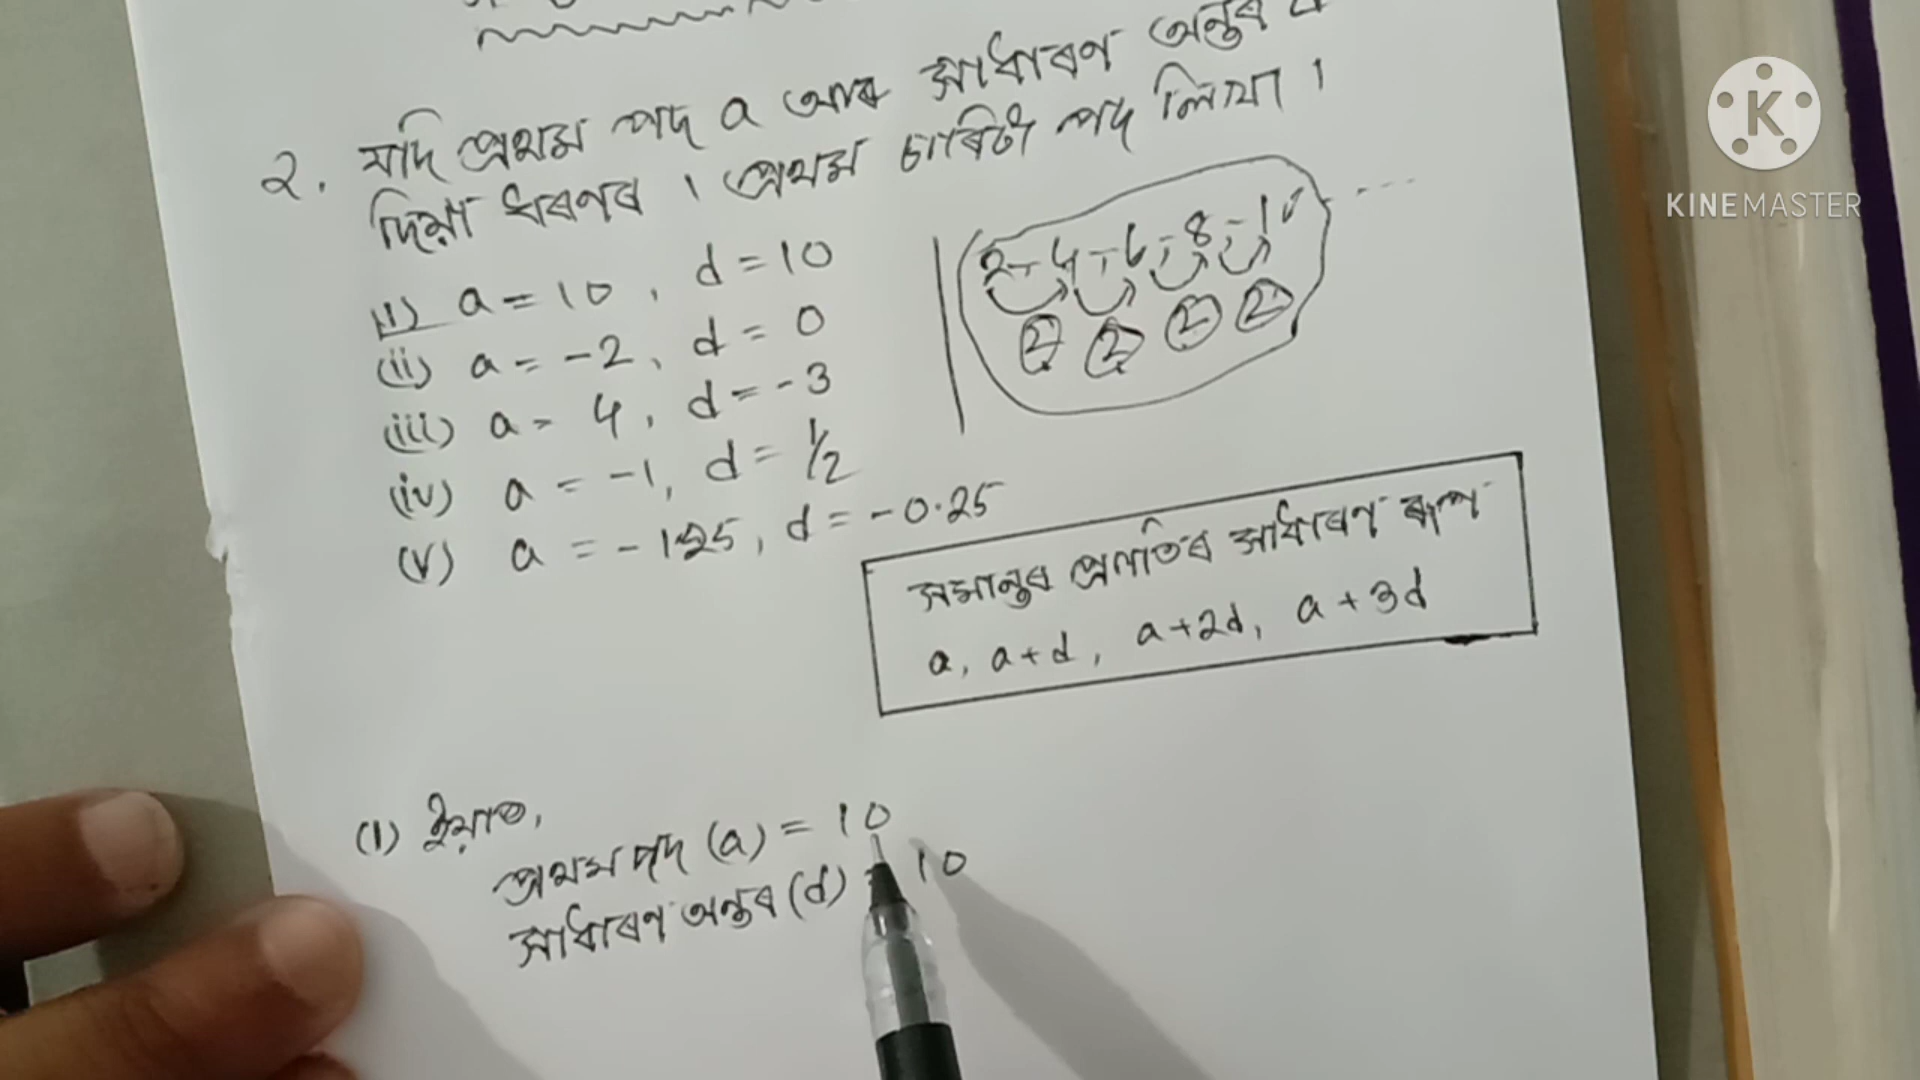 ২. যদি প্ৰথম পদ a আৰু সাধাৰণ অন্তৰ d
দিয়া ধৰণৰ । প্ৰথম চাৰিটা পদ লিখা ।
(i) a = 10, d = 10
(ii) a = -2, d = 0
(iii) a = 4, d = -3
(iv) a = -1, d = 1/2
(v) a = -1.25, d = -0.25
2, 4, 6, 8, 10 ....
2 2 2 2
সমান্তৰ প্ৰগতিৰ সাধাৰণ ৰূপ
a, a+d, a+2d, a+3d
(i) ইয়াত,
প্ৰথম পদ (a) = 10
সাধাৰণ অন্তৰ (d) = 10
K
KINEMASTER